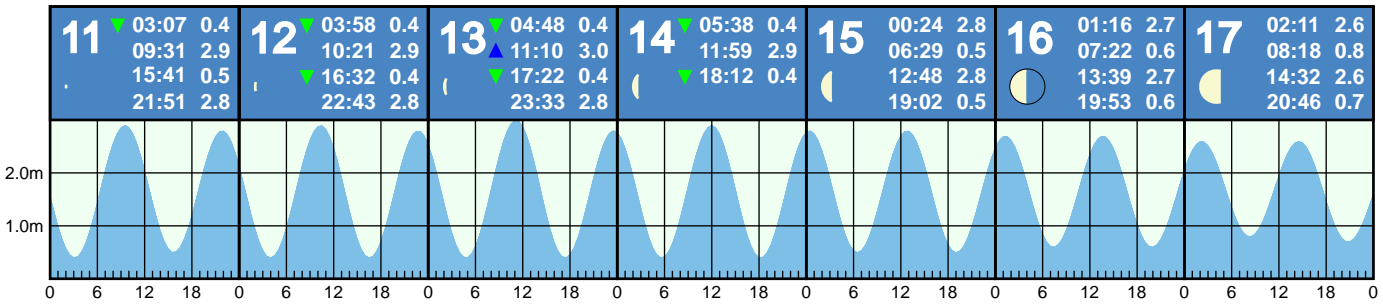 11 ▼ 03:07 0.4
09:31 2.9
15:41 0.5
21:51 2.8
12 ▼ 03:58 0.4
10:21 2.9
▼ 16:32 0.4
22:43 2.8
13 ▼ 04:48 0.4
▲ 11:10 3.0
▼ 17:22 0.4
23:33 2.8
14 ▼ 05:38 0.4
11:59 2.9
▼ 18:12 0.4
15 00:24 2.8
06:29 0.5
12:48 2.8
19:02 0.5
16 01:16 2.7
07:22 0.6
13:39 2.7
19:53 0.6
17 02:11 2.6
08:18 0.8
14:32 2.6
20:46 0.7
2.0m
1.0m
0 6 12 18 0 6 12 18 0 6 12 18 0 6 12 18 0 6 12 18 0 6 12 18 0 6 12 18 0